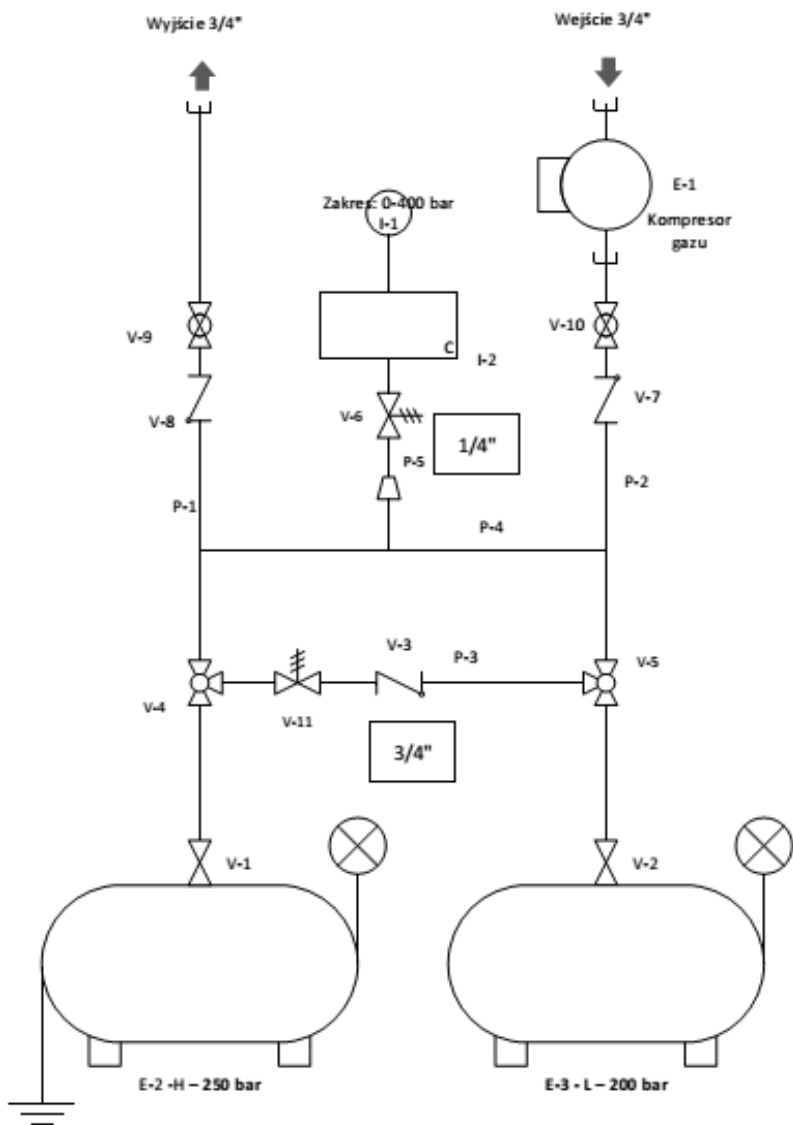 Wyjście 3/4"
Wejście 3/4"
E-1
Kompresor
gazu
Zakres: 0-400 bar
I-1
C
I-2
V-9
V-10
V-8
V-6
V-7
1/4"
P-5
P-1
P-4
P-2
V-3
P-3
V-5
V-4
V-11
3/4"
V-1
V-2
E-2 -H – 250 bar
E-3 - L – 200 bar